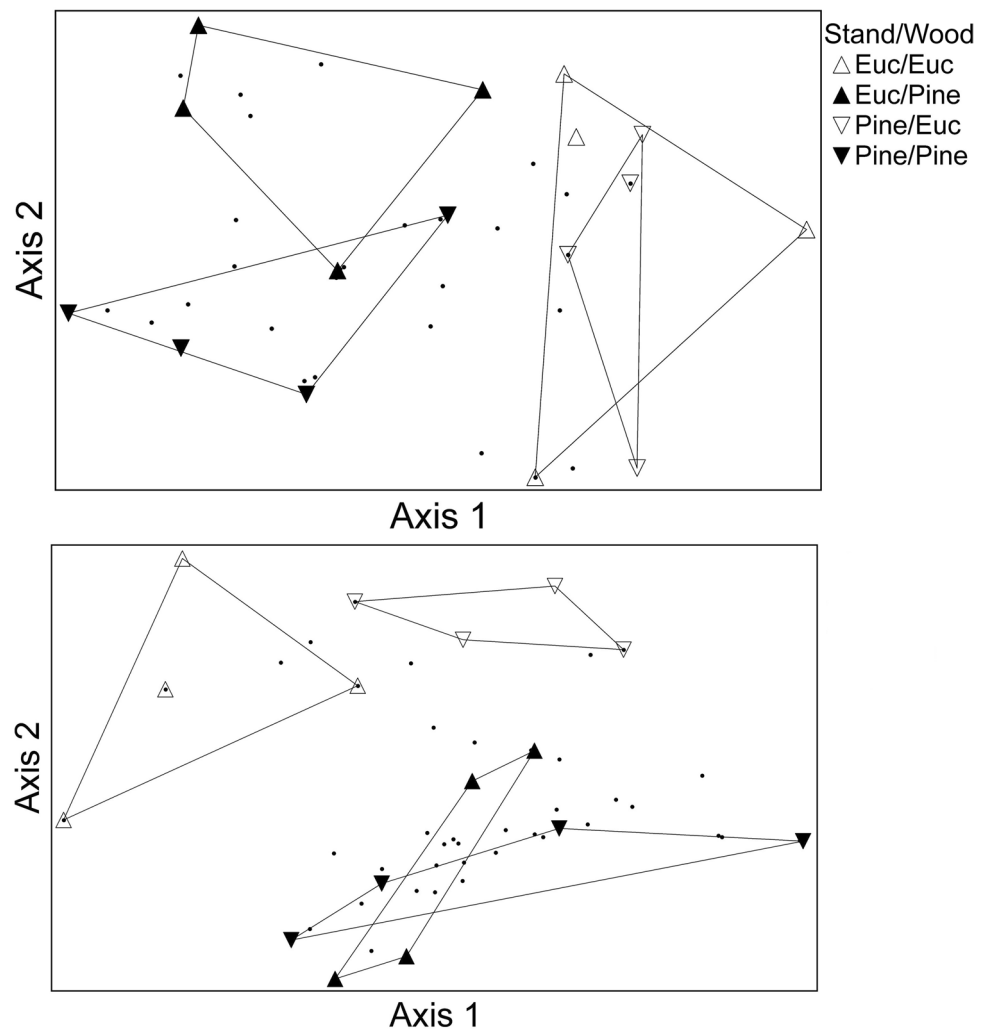 Stand/Wood
Euc/Euc
Euc/Pine
Pine/Euc
Pine/Pine
Axis 2
Axis 1
Axis 2
Axis 1